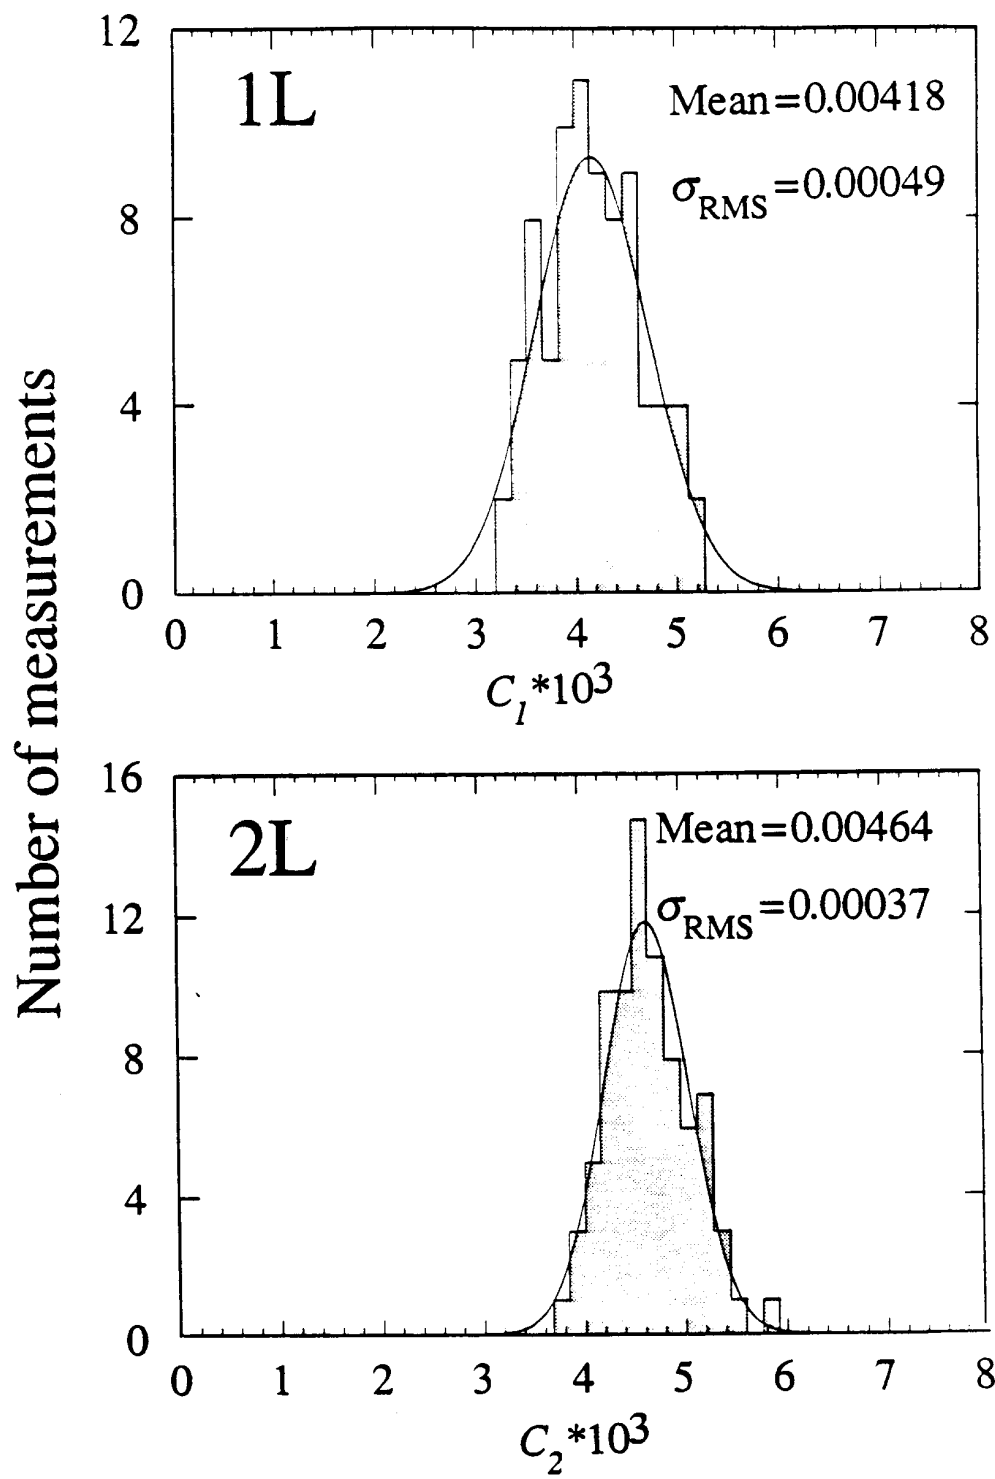 Number of measurements
12
1L
Mean=0.00418
σRMS=0.00049
8
4
0
0 1 2 3 4 5 6 7 8
C1*103
16
2L
Mean=0.00464
σRMS=0.00037
12
8
4
0
0 1 2 3 4 5 6 7 8
C2*103